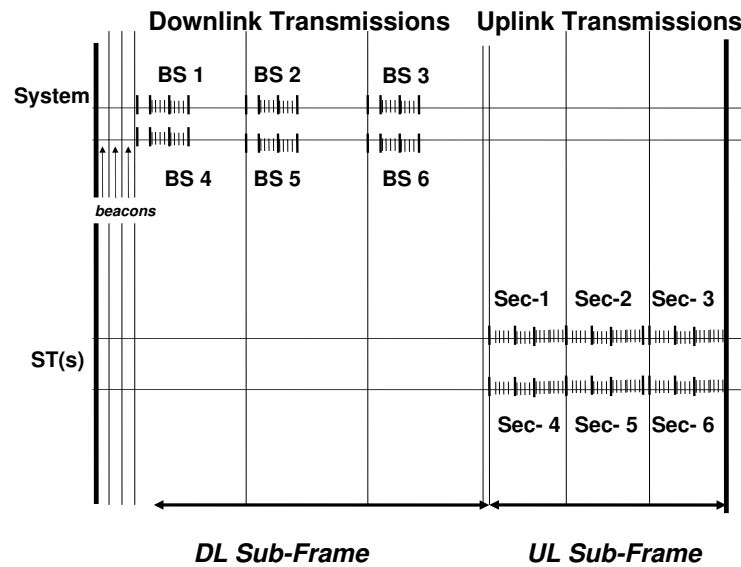 Downlink Transmissions Uplink Transmissions
BS 1 BS 2 BS 3
System
BS 4 BS 5 BS 6
beacons
Sec-1 Sec-2 Sec- 3
ST(s)
Sec- 4 Sec- 5 Sec- 6
DL Sub-Frame UL Sub-Frame